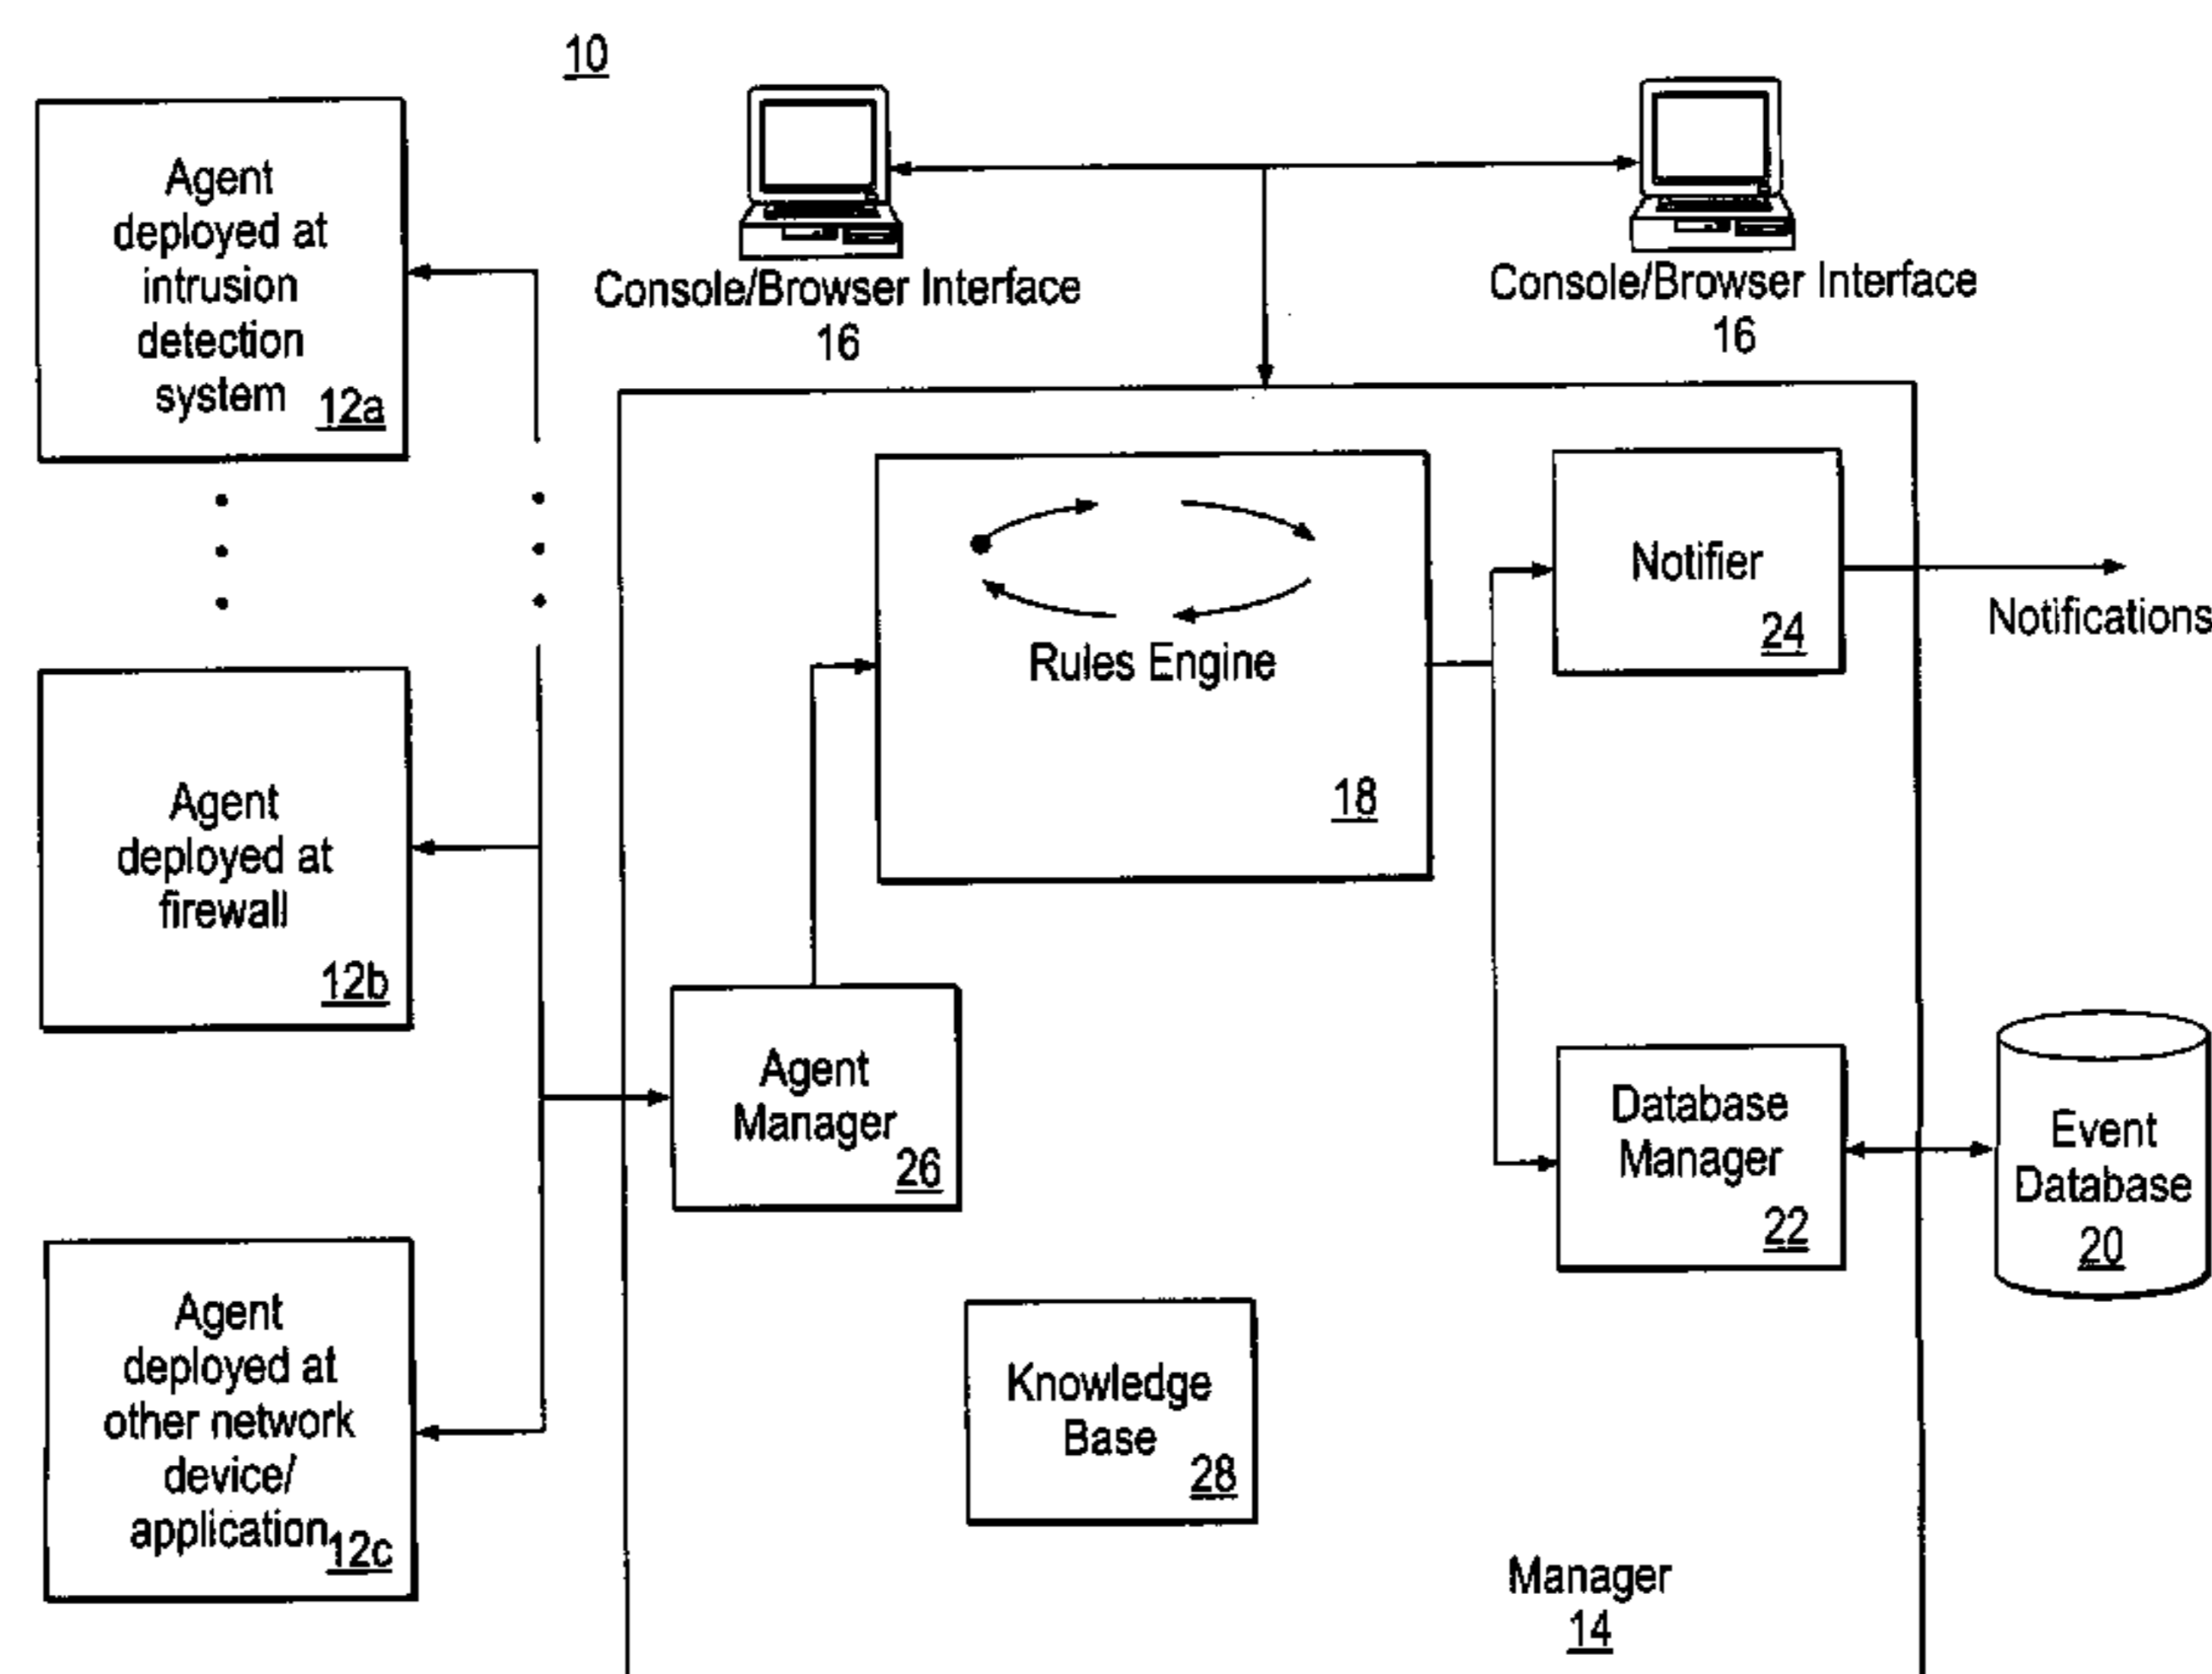 10
Agent
deployed at
intrusion
detection
system
12a
Console/Browser Interface
16
Console/Browser Interface
16
Rules Engine
18
Notifier
24
Notifications
Agent
deployed at
firewall
12b
Agent
Manager
26
Database
Manager
22
Event
Database
20
Agent
deployed at
other network
device/
application
12c
Knowledge
Base
28
Manager
14